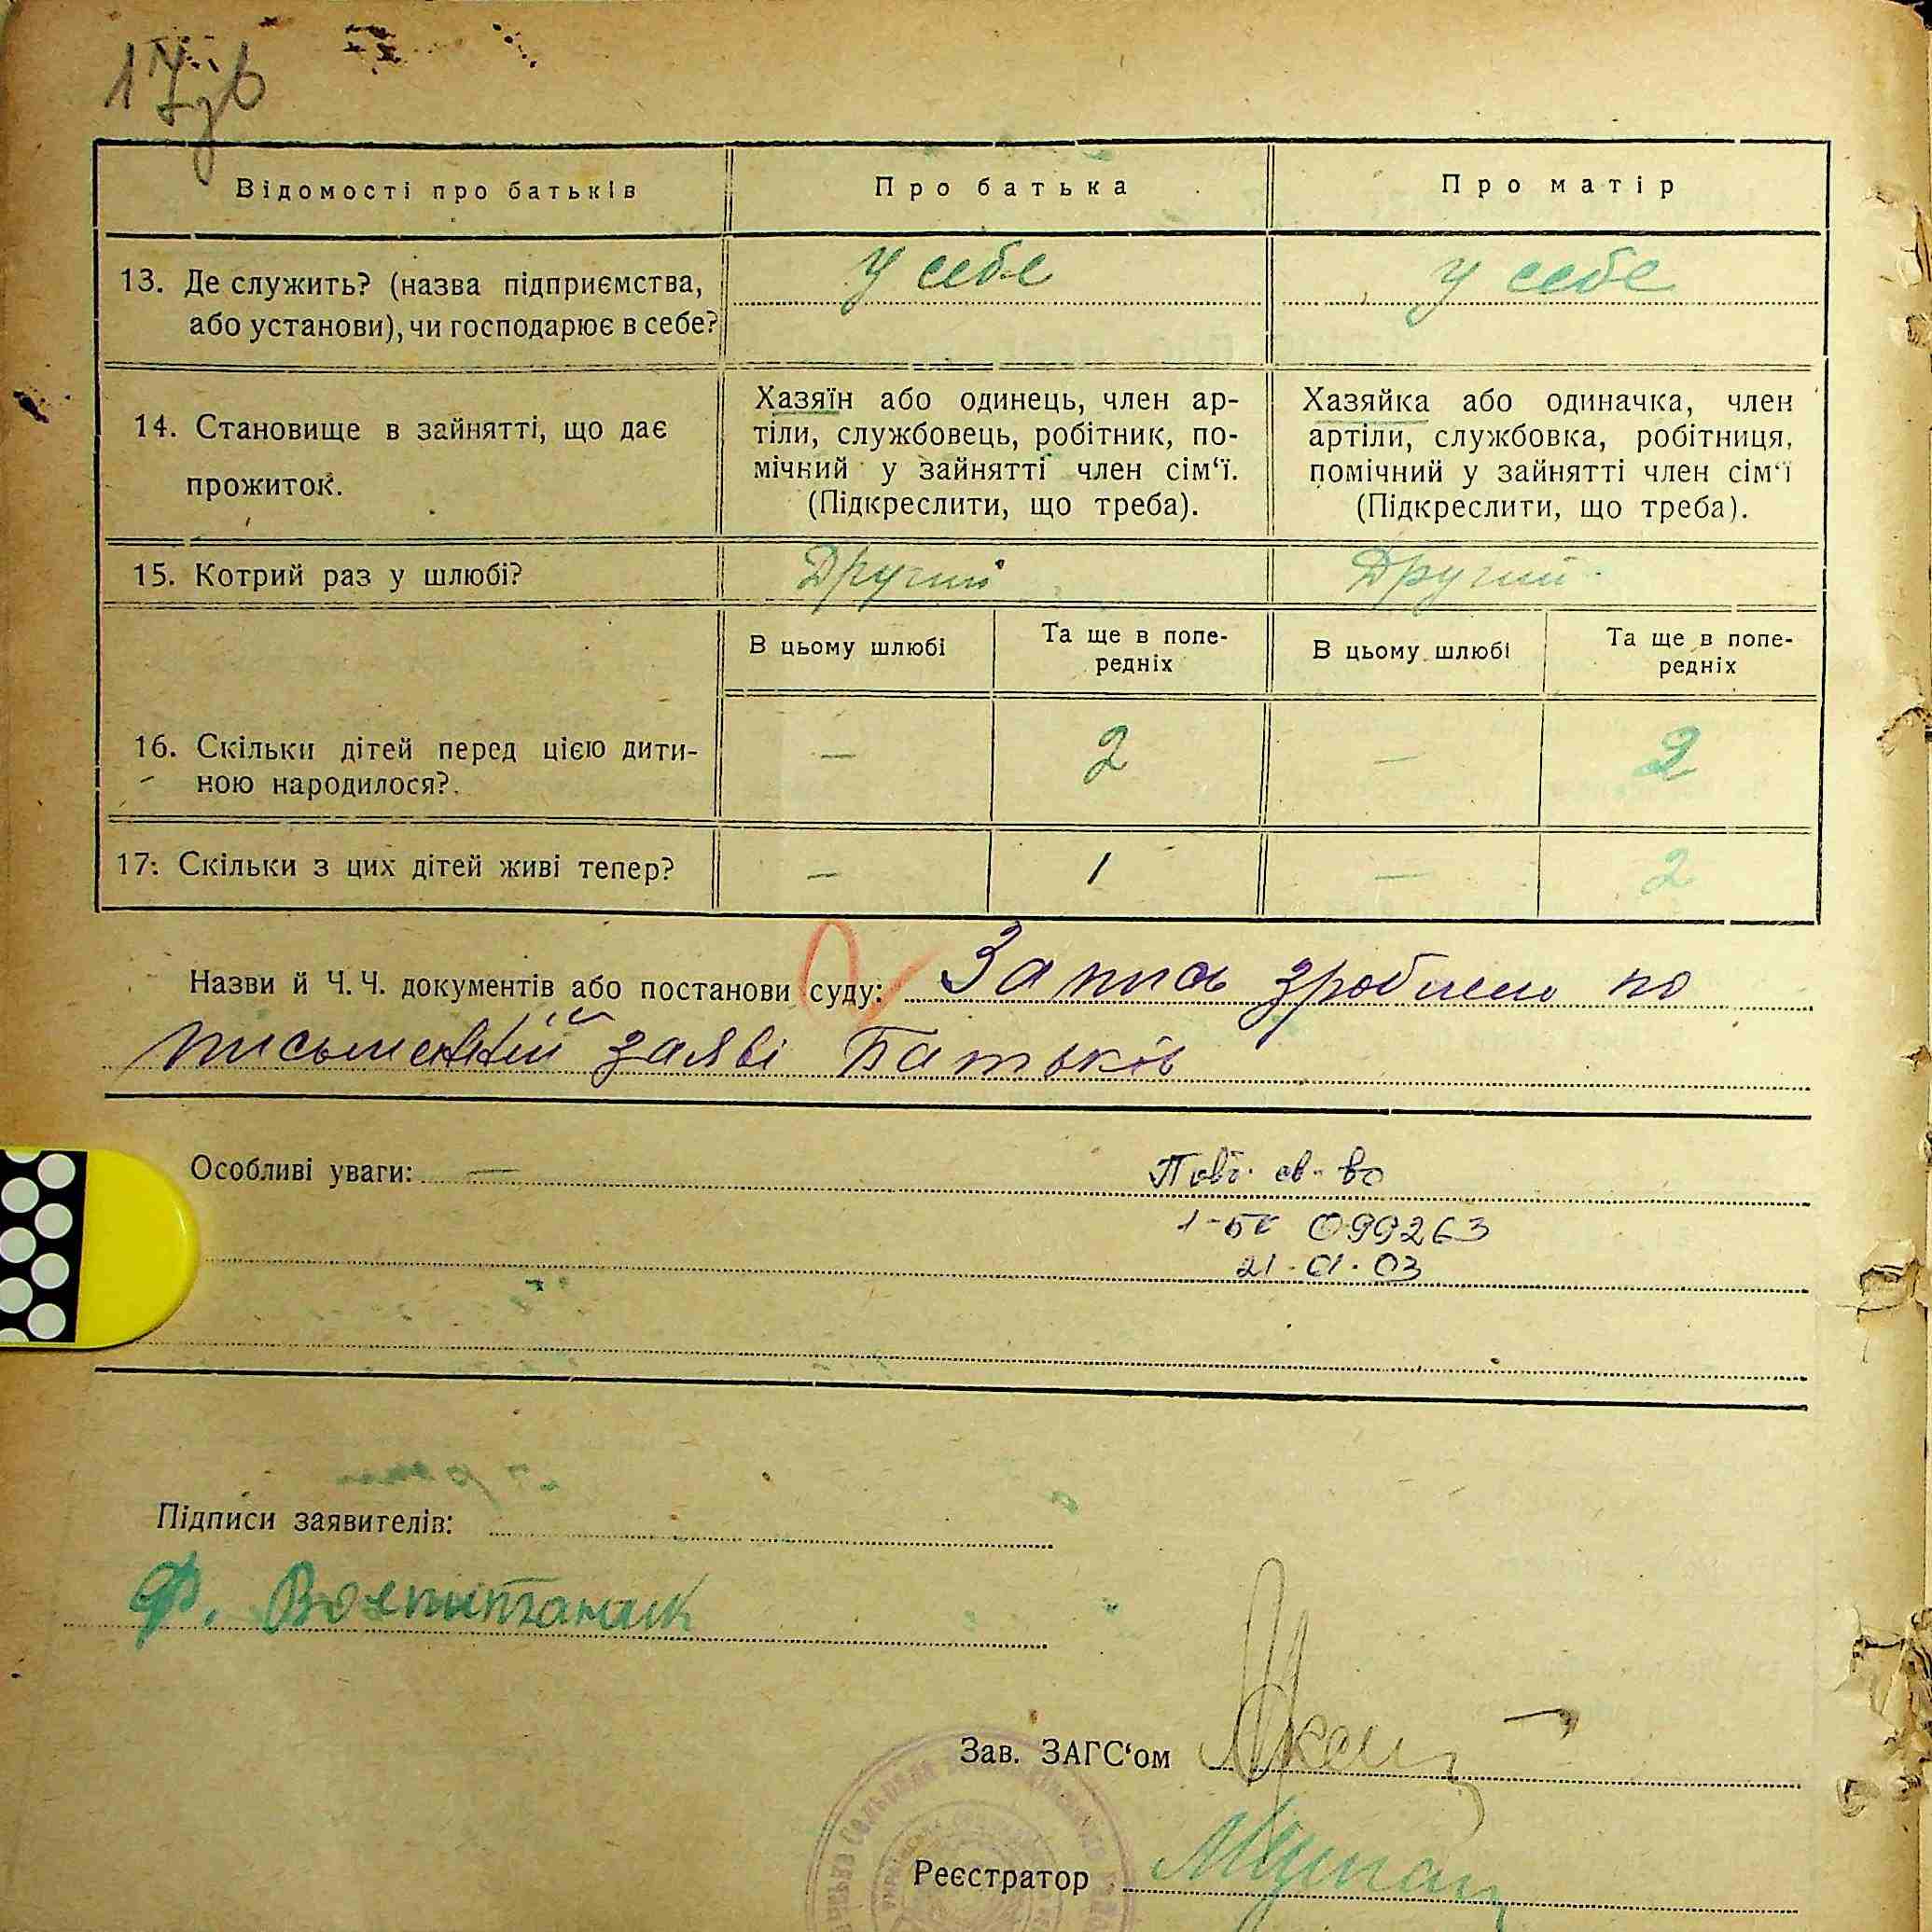 17зв
Відомості про батьків
Про батька
Про матір
13. Де служить? (назва підприємства,
або установи), чи господарює в себе?
у себе
у себе
14. Становище в зайнятті, що дає
прожиток.
Хазяїн або одинець, член ар-
тіли, службовець, робітник, по-
мічний у зайнятті член сім‘ї.
(Підкреслити, що треба).
Хазяйка або одиначка, член
артіли, службовка, робітниця,
помічний у зайнятті член сім‘ї
(Підкреслити, що треба).
15. Котрий раз у шлюбі?
Другий
Другий
В цьому шлюбі
Та ще в попе-
редніх
В цьому шлюбі
Та ще в попе-
редніх
16. Скільки дітей перед цією дити-
ною народилося?
— 2 — 2
17. Скільки з цих дітей живі тепер?
— 1 — 2
Назви й Ч. Ч. документів або постанови суду: Запись зроблено по
письменній заяві Батьків
Особливі уваги: —
Повт. св-во
1-БК 099263
21.01.03
Підписи заявителів:
Ф. Воспитаник
Зав. ЗАГС‘ом
Реєстратор